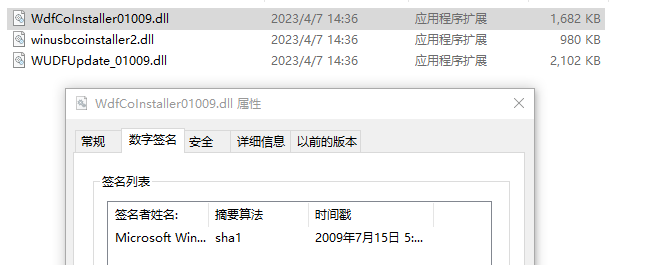 WdfCoInstaller01009.dll 2023/4/7 14:36 应用程序扩展 1,682 KB
winusbcoinstaller2.dll 2023/4/7 14:36 应用程序扩展 980 KB
WUDFUpdate_01009.dll 2023/4/7 14:36 应用程序扩展 2,102 KB
WdfCoInstaller01009.dll 属性
常规 数字签名 安全 详细信息 以前的版本
签名列表
签名者姓名: 摘要算法 时间戳
Microsoft Win... sha1 2009年7月15日 5:...